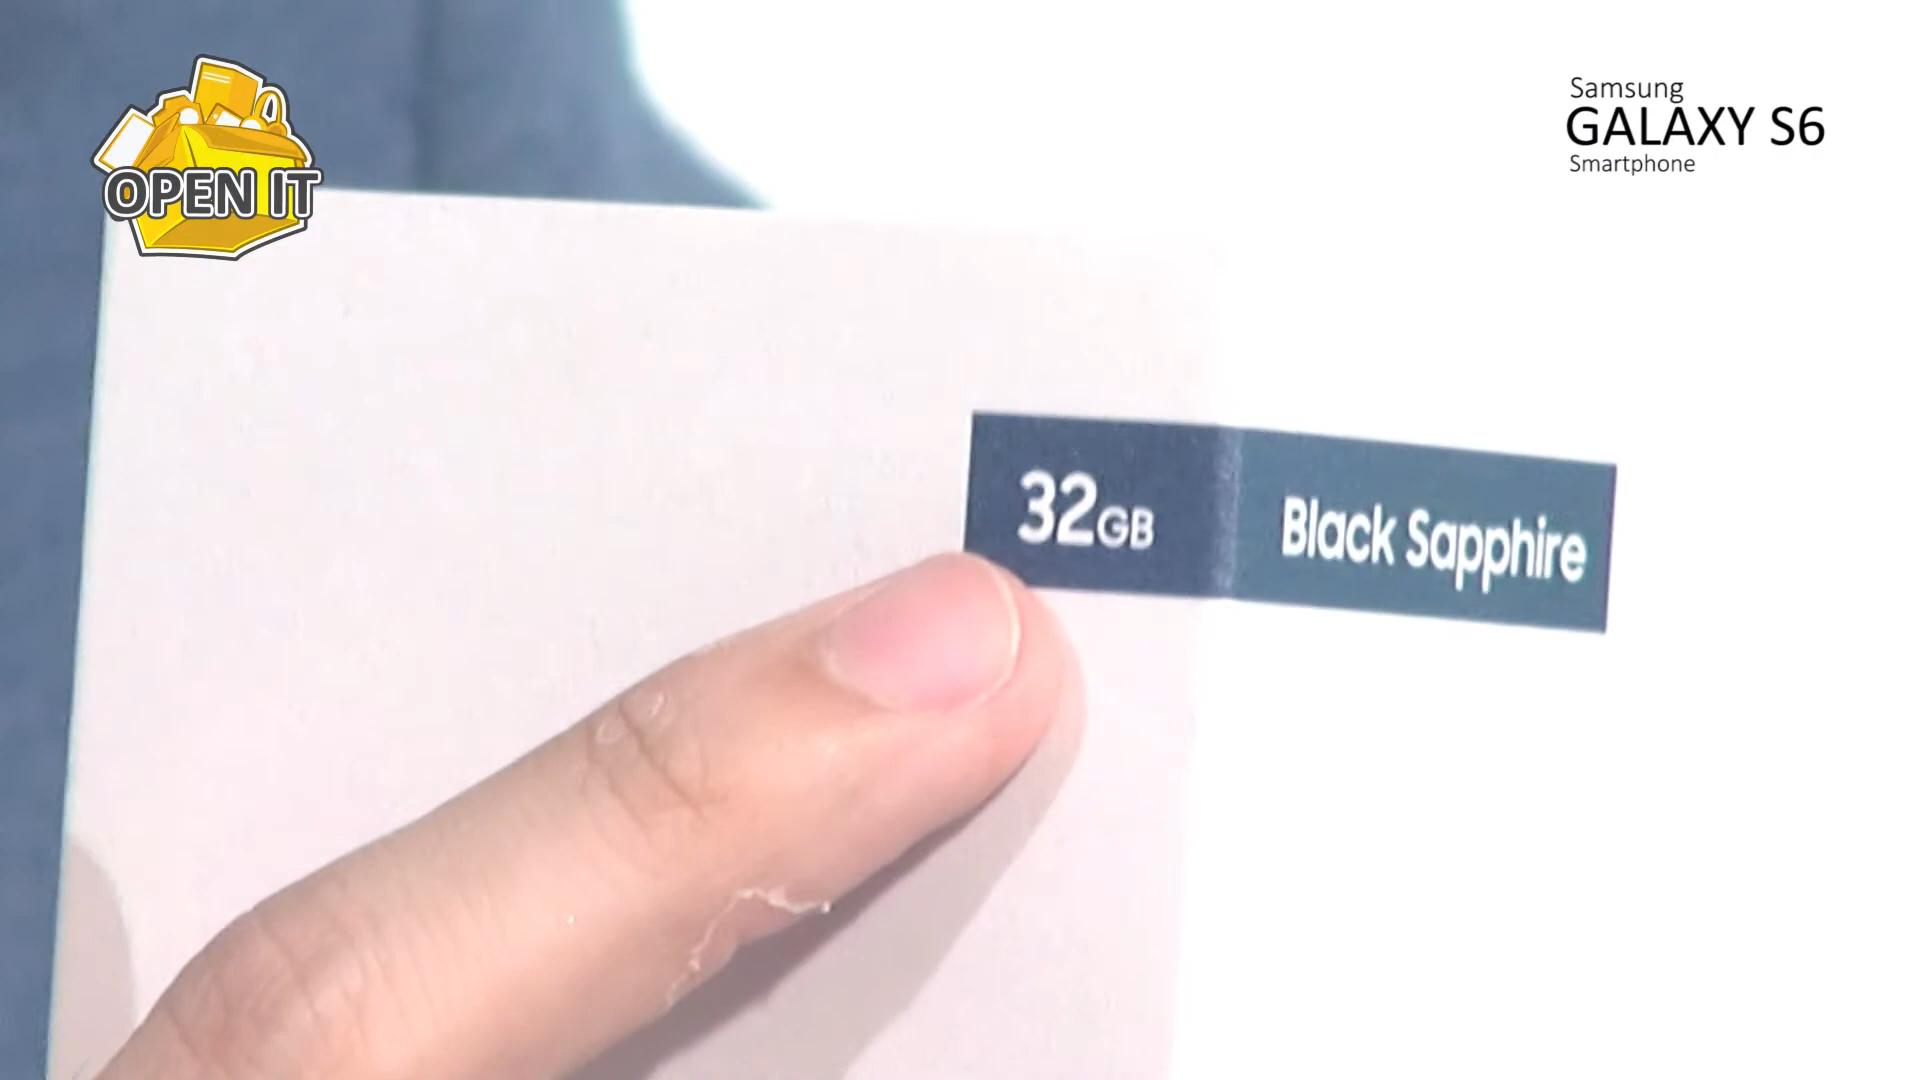 OPEN IT
Samsung
GALAXY S6
Smartphone
32GB
Black Sapphire